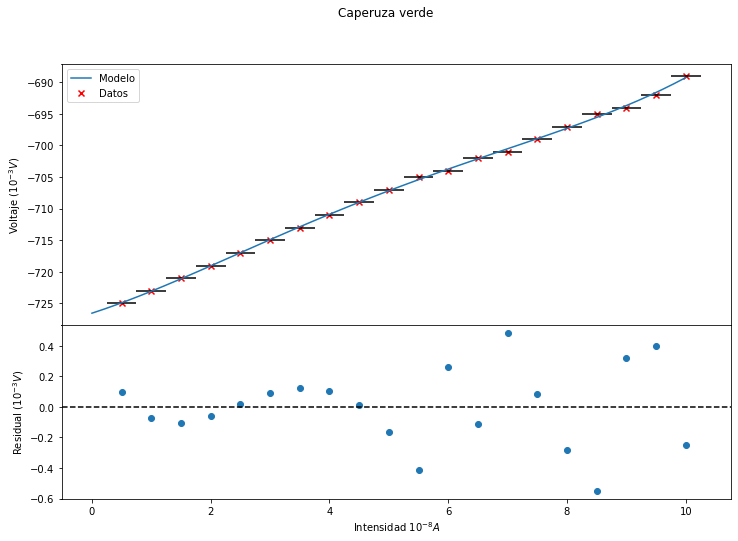 Caperuza verde
Modelo
Datos
Voltaje (10⁻³V)
−690
−695
−700
−705
−710
−715
−720
−725
Residual (10⁻³V)
0.4
0.2
0.0
−0.2
−0.4
−0.6
0 2 4 6 8 10
Intensidad 10⁻⁸A